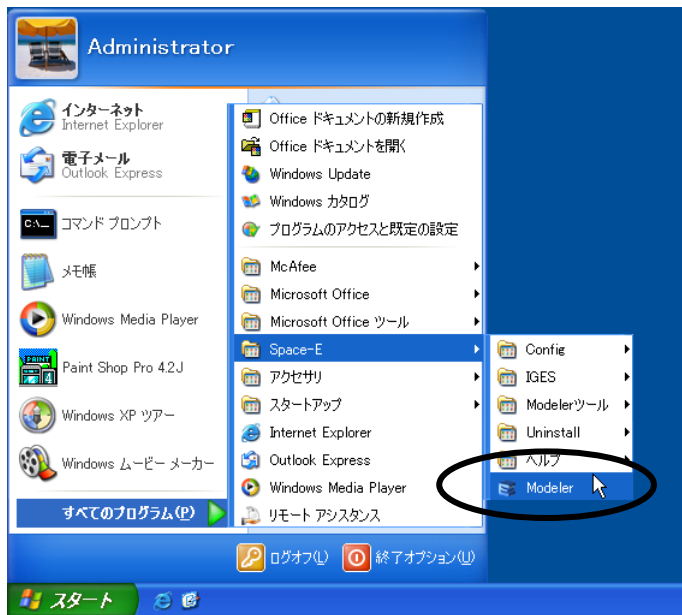 Administrator
インターネット
Internet Explorer
電子メール
Outlook Express
コマンド プロンプト
メモ帳
Windows Media Player
Paint Shop Pro 4.2J
Windows XP ツアー
Windows ムービー メーカー
すべてのプログラム(P)
Office ドキュメントの新規作成
Office ドキュメントを開く
Windows Update
Windows カタログ
プログラムのアクセスと既定の設定
McAfee
Microsoft Office
Microsoft Office ツール
Space-E
アクセサリ
スタートアップ
Internet Explorer
Outlook Express
Windows Media Player
リモート アシスタンス
Config
IGES
Modelerツール
Uninstall
ヘルプ
Modeler
ログオフ(L)
終了オプション(U)
スタート